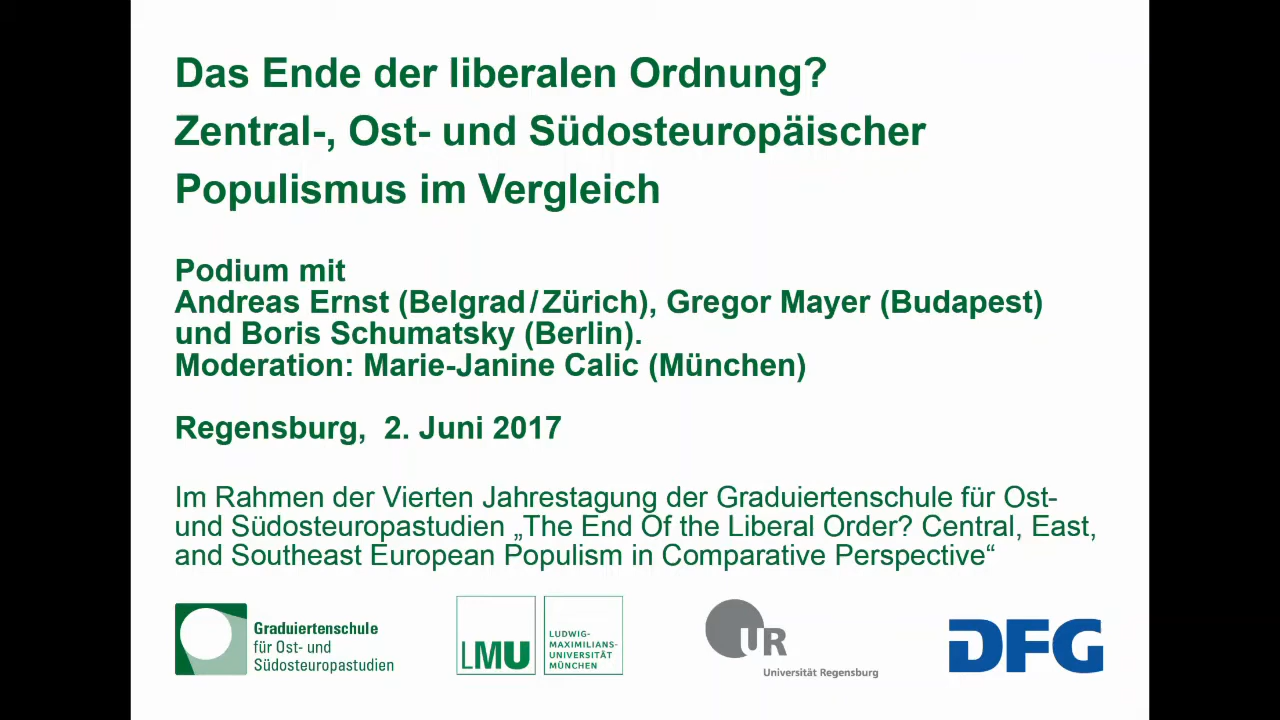 Das Ende der liberalen Ordnung?
Zentral-, Ost- und Südosteuropäischer
Populismus im Vergleich
Podium mit
Andreas Ernst (Belgrad/Zürich), Gregor Mayer (Budapest)
und Boris Schumatsky (Berlin).
Moderation: Marie-Janine Calic (München)
Regensburg, 2. Juni 2017
Im Rahmen der Vierten Jahrestagung der Graduiertenschule für Ost-
und Südosteuropastudien „The End Of the Liberal Order? Central, East,
and Southeast European Populism in Comparative Perspective“
Graduiertenschule
für Ost- und
Südosteuropastudien
LMU
LUDWIG-
MAXIMILIANS-
UNIVERSITÄT
MÜNCHEN
UR
Universität Regensburg
DFG